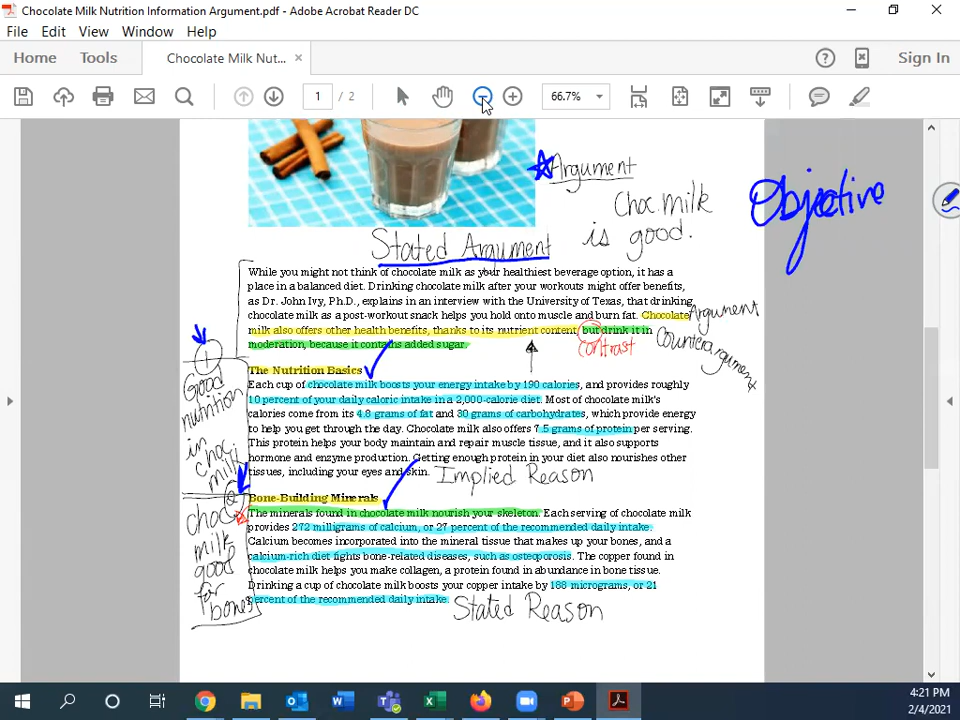 Chocolate Milk Nutrition Information Argument.pdf - Adobe Acrobat Reader DC
File Edit View Window Help
Home Tools Chocolate Milk Nut... × Sign In
1 / 2 66.7%
Argument
Choc. milk
is good.
Objective
Stated Argument
While you might not think of chocolate milk as your healthiest beverage option, it has a
place in a balanced diet. Drinking chocolate milk after your workouts might offer benefits,
as Dr. John Ivy, Ph.D., explains in an interview with the University of Texas, that drinking
chocolate milk as a post-workout snack helps you hold onto muscle and burn fat. Chocolate
milk also offers other health benefits, thanks to its nutrient content, but drink it in
moderation, because it contains added sugar.
Argument
Counterargument
contrast
1
Good
nutrition
in
choc
milk
The Nutrition Basics
Each cup of chocolate milk boosts your energy intake by 190 calories, and provides roughly
10 percent of your daily caloric intake in a 2,000-calorie diet. Most of chocolate milk's
calories come from its 4.8 grams of fat and 30 grams of carbohydrates, which provide energy
to help you get through the day. Chocolate milk also offers 7.5 grams of protein per serving.
This protein helps your body maintain and repair muscle tissue, and it also supports
hormone and enzyme production. Getting enough protein in your diet also nourishes other
tissues, including your eyes and skin.
Implied Reason
2
choc
milk
good
for
bones
Bone-Building Minerals
The minerals found in chocolate milk nourish your skeleton. Each serving of chocolate milk
provides 272 milligrams of calcium, or 27 percent of the recommended daily intake.
Calcium becomes incorporated into the mineral tissue that makes up your bones, and a
calcium-rich diet fights bone-related diseases, such as osteoporosis. The copper found in
chocolate milk helps you make collagen, a protein found in abundance in bone tissue.
Drinking a cup of chocolate milk boosts your copper intake by 168 micrograms, or 21
percent of the recommended daily intake.
Stated Reason
4:21 PM
2/4/2021